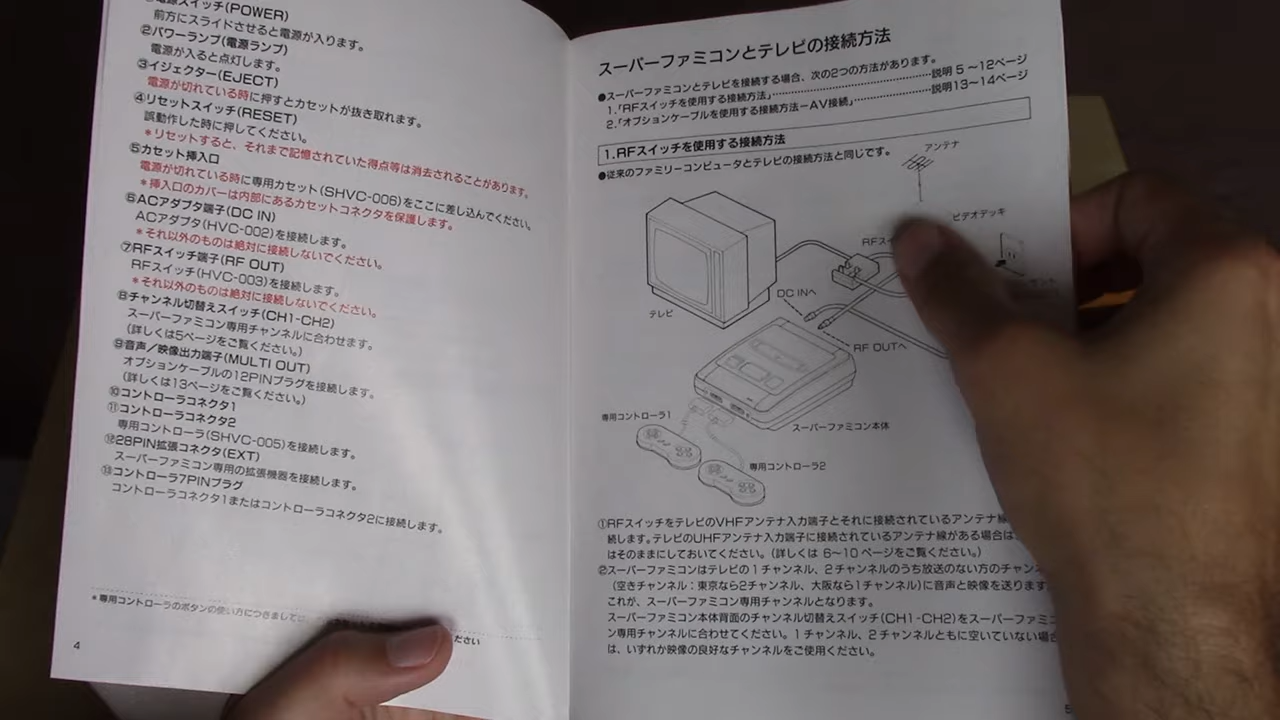 電源スイッチ(POWER)
前方にスライドさせると電源が入ります。
②パワーランプ(電源ランプ)
電源が入ると点灯します。
③イジェクター(EJECT)
電源が切れている時に押すとカセットが抜き取れます。
④リセットスイッチ(RESET)
誤動作した時に押してください。
*リセットすると、それまで記憶されていた得点等は消去されることがあります。
⑤カセット挿入口
電源が切れている時に専用カセット(SHVC-006)をここに差し込んでください。
*挿入口のカバーは内部にあるカセットコネクタを保護します。
⑥ACアダプタ端子(DC IN)
ACアダプタ(HVC-002)を接続します。
*それ以外のものは絶対に接続しないでください。
⑦RFスイッチ端子(RF OUT)
RFスイッチ(HVC-003)を接続します。
*それ以外のものは絶対に接続しないでください。
⑧チャンネル切替えスイッチ(CH1-CH2)
スーパーファミコン専用チャンネルに合わせます。
(詳しくは5ページをご覧ください。)
⑨音声／映像出力端子(MULTI OUT)
オプションケーブルの12PINプラグを接続します。
(詳しくは13ページをご覧ください。)
⑩コントローラコネクタ1
⑪コントローラコネクタ2
専用コントローラ(SHVC-005)を接続します。
⑫28PIN拡張コネクタ(EXT)
スーパーファミコン専用の拡張機器を接続します。
⑬コントローラ7PINプラグ
コントローラコネクタ1またはコントローラコネクタ2に接続します。
*専用コントローラのボタンの使い方につきましては、
ください
4
スーパーファミコンとテレビの接続方法
●スーパーファミコンとテレビを接続する場合、次の2つの方法があります。
1.「RFスイッチを使用する接続方法」……………………………説明 5 〜12ページ
2.「オプションケーブルを使用する接続方法－AV接続」……………説明13〜14ページ
1.RFスイッチを使用する接続方法
●従来のファミリーコンピュータとテレビの接続方法と同じです。
アンテナ
ビデオデッキ
RFスイ
DC INへ
テレビ
RF OUTへ
専用コントローラ1
スーパーファミコン本体
専用コントローラ2
①RFスイッチをテレビのVHFアンテナ入力端子とそれに接続されているアンテナ線
続します。テレビのUHFアンテナ入力端子に接続されているアンテナ線がある場合は
はそのままにしておいてください。(詳しくは 6〜10 ページをご覧ください。)
②スーパーファミコンはテレビの１チャンネル、２チャンネルのうち放送のない方のチャンネ
(空きチャンネル：東京なら2チャンネル、大阪なら1チャンネル)に音声と映像を送ります
これが、スーパーファミコン専用チャンネルとなります。
スーパーファミコン本体背面のチャンネル切替えスイッチ(CH1-CH2)をスーパーファミコ
ン専用チャンネルに合わせてください。１チャンネル、２チャンネルともに空いていない場合
は、いずれか映像の良好なチャンネルをご使用ください。
5